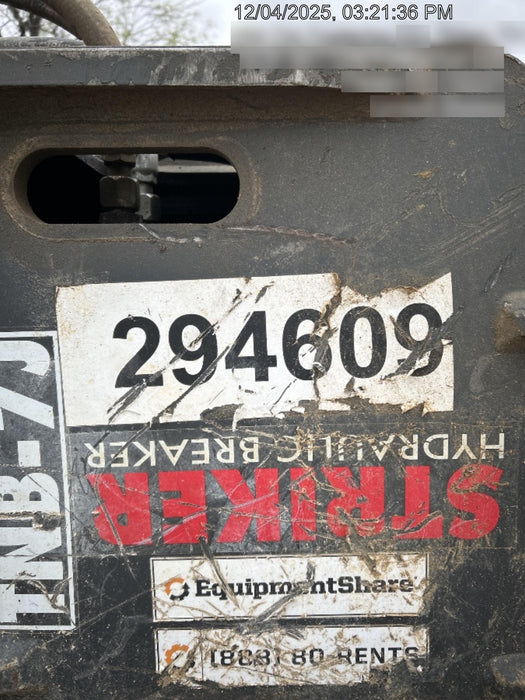 12/04/2025, 03:21:36 PM
294609
HYDRAULIC BREAKER
STRIKER
EquipmentShare
(888) 80-RENTS